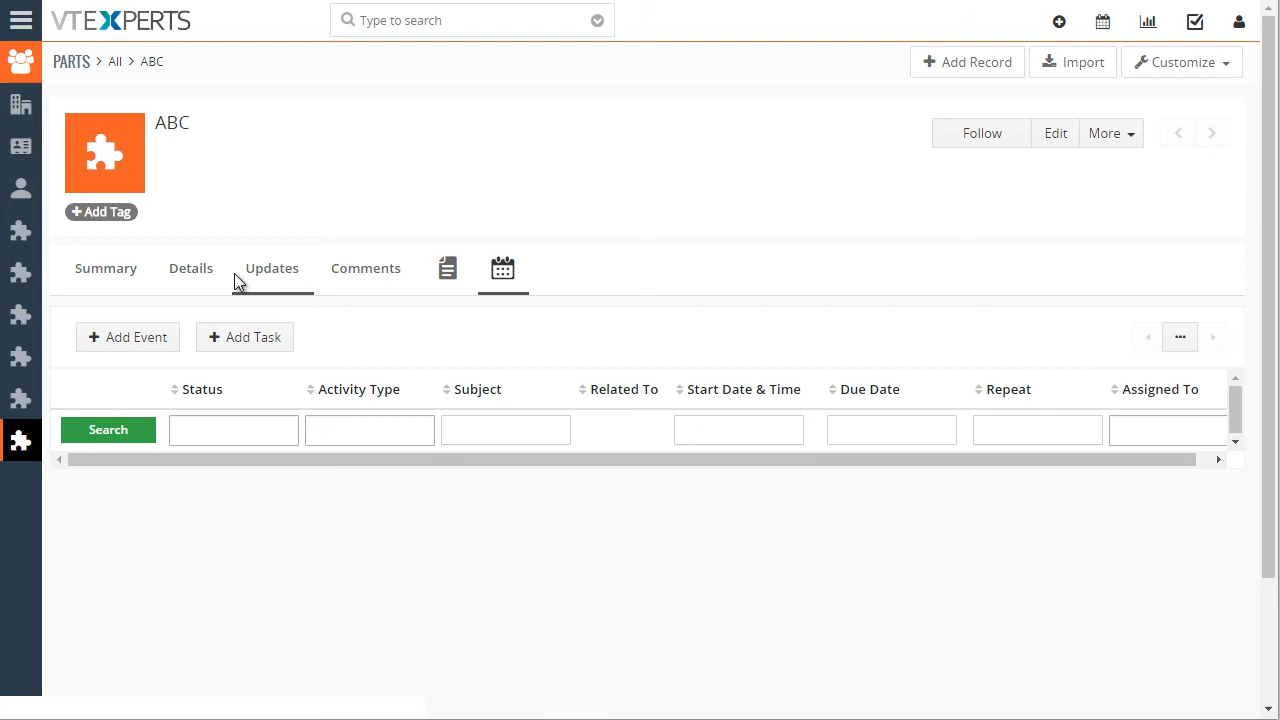 VTEXPERTS
Type to search
PARTS > All > ABC
Add Record
Import
Customize
ABC
Follow
Edit
More
+ Add Tag
Summary
Details
Updates
Comments
+ Add Event
+ Add Task
...
Status
Activity Type
Subject
Related To
Start Date & Time
Due Date
Repeat
Assigned To
Search